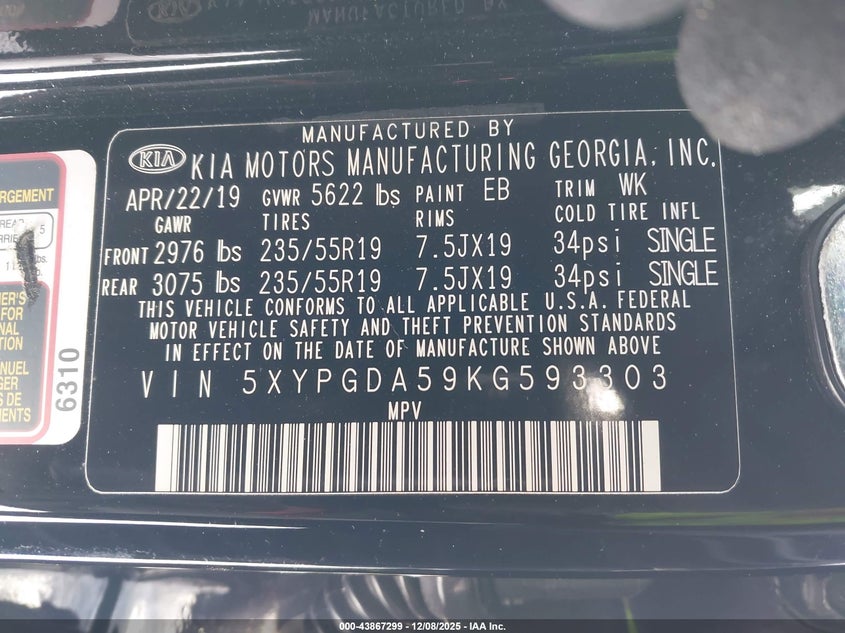 MANUFACTURED BY
KIA KIA MOTORS MANUFACTURING GEORGIA, INC.
APR/22/19 GVWR 5622 lbs PAINT EB TRIM WK
GAWR TIRES RIMS COLD TIRE INFL
FRONT 2976 lbs 235/55R19 7.5JX19 34psi SINGLE
REAR 3075 lbs 235/55R19 7.5JX19 34psi SINGLE
THIS VEHICLE CONFORMS TO ALL APPLICABLE U.S.A. FEDERAL
MOTOR VEHICLE SAFETY AND THEFT PREVENTION STANDARDS
IN EFFECT ON THE DATE OF MANUFACTURE SHOWN ABOVE
VIN 5XYPGDA59KG593303
MPV
6310
000-43867299 - 12/08/2025 - IAA Inc.